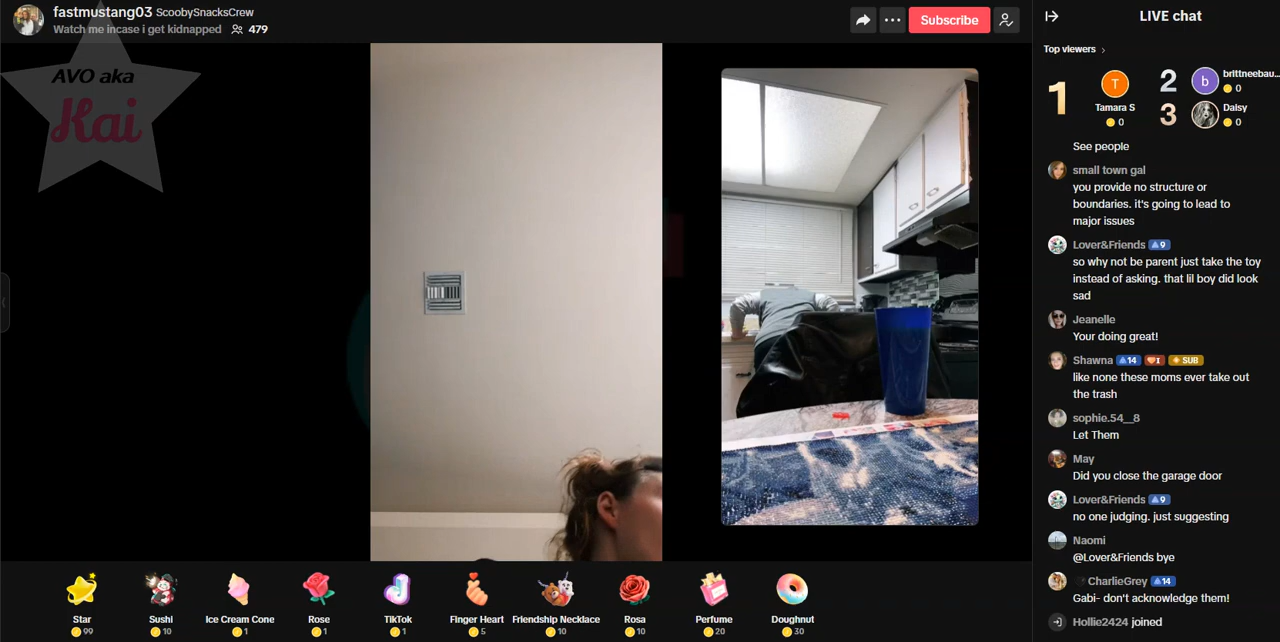 fastmustang03 ScoobySnacksCrew
Watch me incase i get kidnapped 479
Subscribe
AVO aka
Kai
LIVE chat
Top viewers
1
T
Tamara S
0
2
b
brittneebau...
0
3
Daisy
0
See people
small town gal
you provide no structure or
boundaries. it's going to lead to
major issues
Lover&Friends 9
so why not be parent just take the toy
instead of asking. that lil boy did look
sad
Jeanelle
Your doing great!
Shawna 14 I SUB
like none these moms ever take out
the trash
sophie.54__8
Let Them
May
Did you close the garage door
Lover&Friends 9
no one judging. just suggesting
Naomi
@Lover&Friends bye
CharlieGrey 14
Gabi- don't acknowledge them!
Hollie2424 joined
Star
99
Sushi
10
Ice Cream Cone
1
Rose
1
TikTok
1
Finger Heart
5
Friendship Necklace
10
Rosa
10
Perfume
20
Doughnut
30